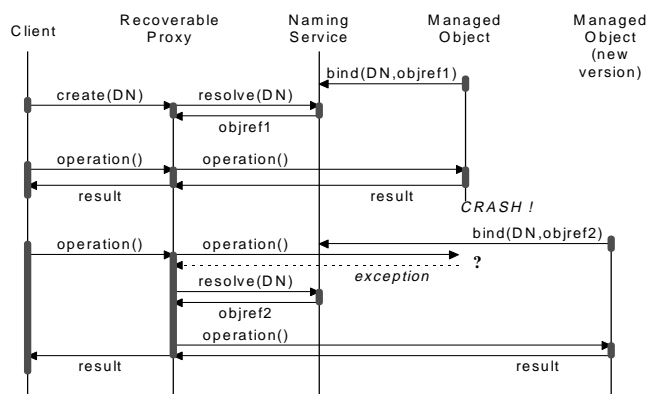 Client
Recoverable
Proxy
Naming
Service
Managed
Object
Managed
Object
(new
version)
bind(DN,objref1)
create(DN)
resolve(DN)
objref1
operation()
operation()
result
result
CRASH !
bind(DN,objref2)
operation()
operation()
?
exception
resolve(DN)
objref2
operation()
result
result